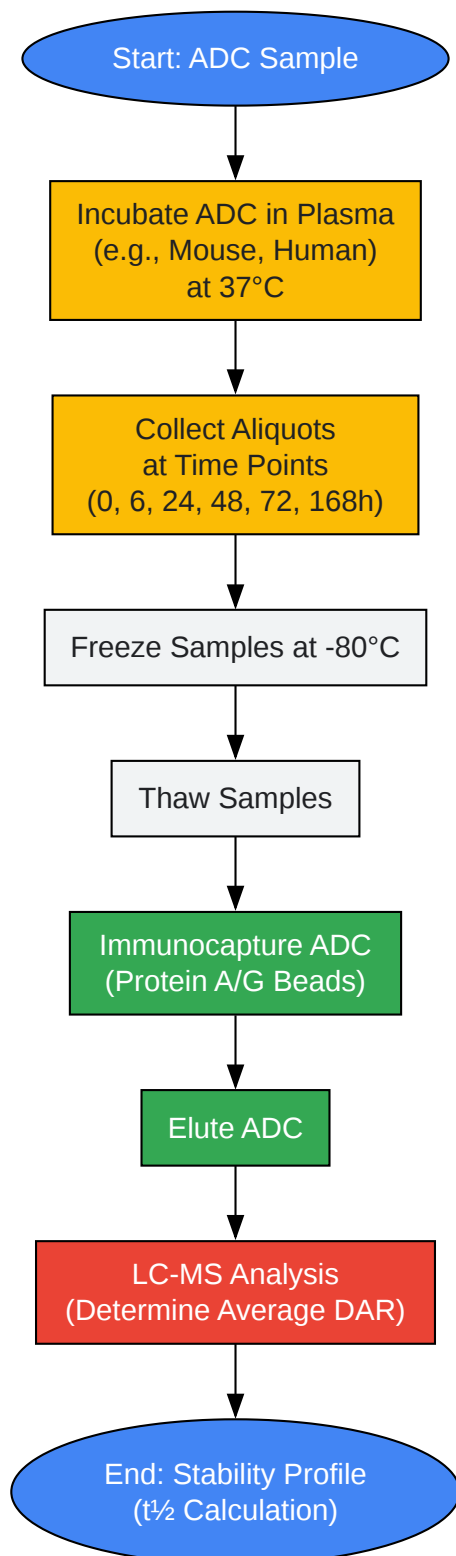 Start: ADC Sample
Incubate ADC in Plasma
(e.g., Mouse, Human)
at 37°C
Collect Aliquots
at Time Points
(0, 6, 24, 48, 72, 168h)
Freeze Samples at -80°C
Thaw Samples
Immunocapture ADC
(Protein A/G Beads)
Elute ADC
LC-MS Analysis
(Determine Average DAR)
End: Stability Profile
(t½ Calculation)